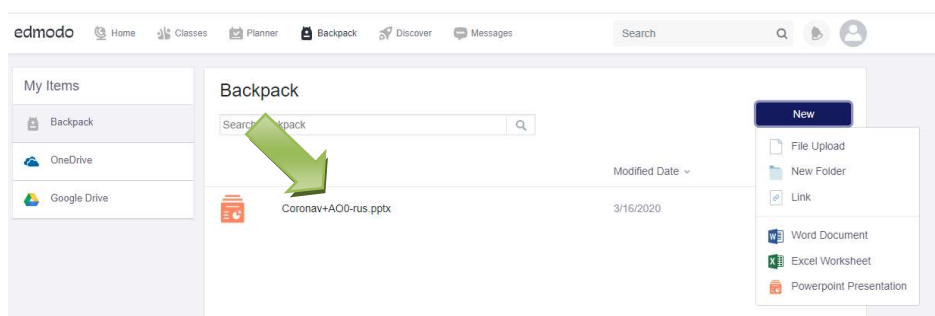 edmodo Home Classes Planner Backpack Discover Messages Search
My Items
Backpack
OneDrive
Google Drive
Backpack
Search
New
File Upload
New Folder
Link
Word Document
Excel Worksheet
Powerpoint Presentation
Modified Date
Coronav+AO0-rus.pptx 3/16/2020